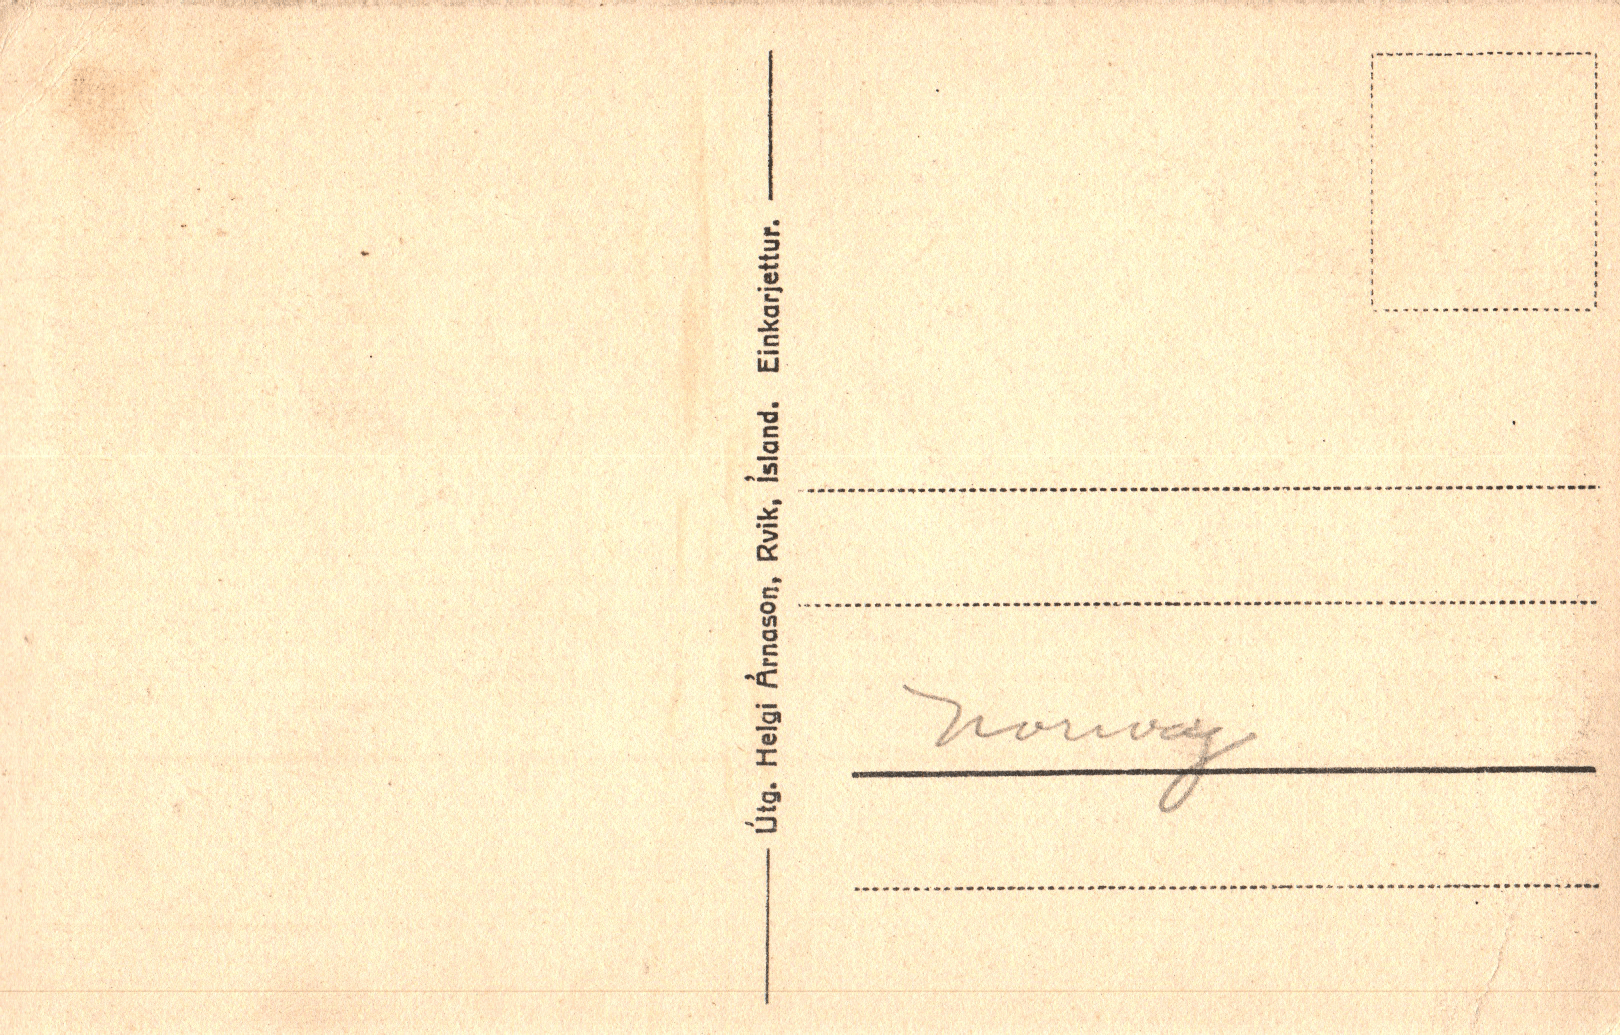 Útg. Helgi Árnason, Rvik, Ísland. Einkarjettur.
Norway